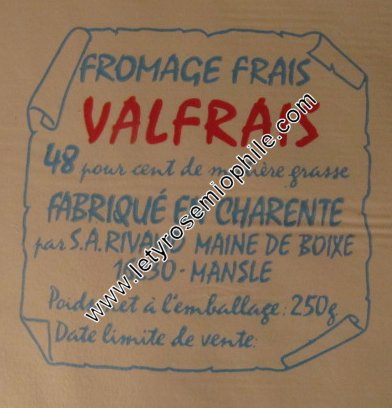 FROMAGE FRAIS
VALFRAIS
48 pour cent de matière grasse
FABRIQUÉ EN CHARENTE
par S.A. MAINE DE BOIXE
MANSLE
Poids net à l'emballage: 250g
Date limite de vente:
www.letyrosemiophile.com